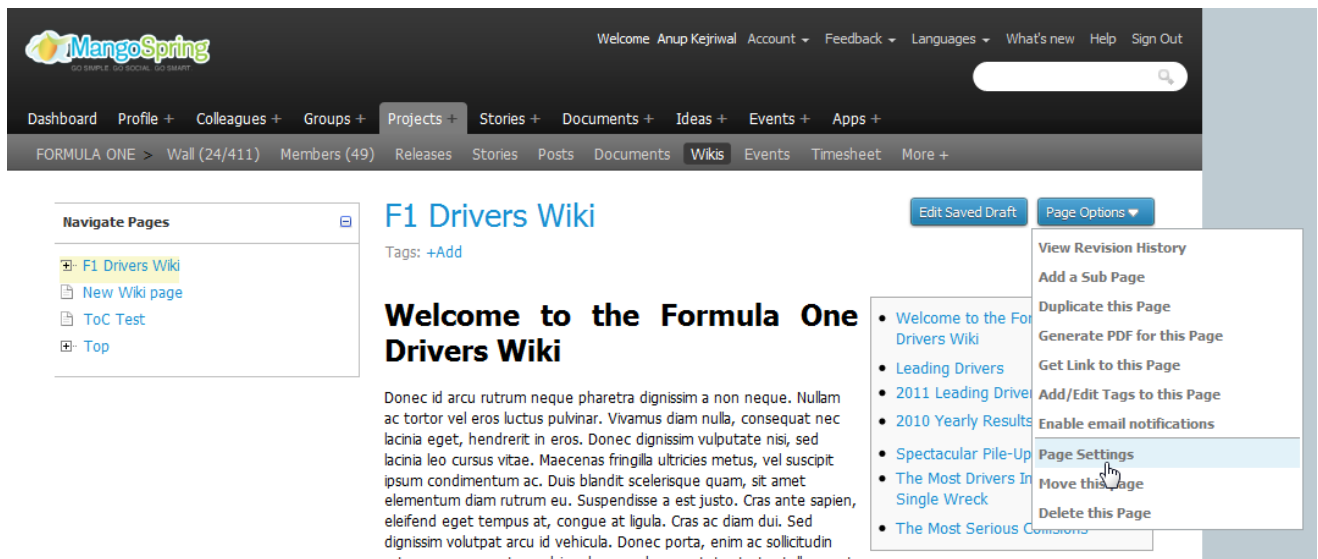 MangoSpring
GO SIMPLE. GO SOCIAL. GO SMART
Welcome Anup Kejriwal Account Feedback Languages What's new Help Sign Out
Dashboard Profile + Colleagues + Groups + Projects + Stories + Documents + Ideas + Events + Apps +
FORMULA ONE > Wall (24/411) Members (49) Releases Stories Posts Documents Wikis Events Timesheet More +
Navigate Pages
F1 Drivers Wiki
New Wiki page
ToC Test
Top
F1 Drivers Wiki
Tags: +Add
Edit Saved Draft
Page Options
View Revision History
Add a Sub Page
Duplicate this Page
Generate PDF for this Page
Get Link to this Page
Add/Edit Tags to this Page
Enable email notifications
Page Settings
Move this page
Delete this Page
Welcome to the Formula One
Drivers Wiki
Donec id arcu rutrum neque pharetra dignissim a non neque. Nullam
ac tortor vel eros luctus pulvinar. Vivamus diam nulla, consequat nec
lacinia eget, hendrerit in eros. Donec dignissim vulputate nisi, sed
lacinia leo cursus vitae. Maecenas fringilla ultricies metus, vel suscipit
ipsum condimentum ac. Duis blandit scelerisque quam, sit amet
elementum diam rutrum eu. Suspendisse a est justo. Cras ante sapien,
eleifend eget tempus at, congue at ligula. Cras ac diam dui. Sed
dignissim volutpat arcu id vehicula. Donec porta, enim ac sollicitudin
Welcome to the For
Drivers Wiki
Leading Drivers
2011 Leading Driver
2010 Yearly Results
Spectacular Pile-Up
The Most Drivers In
Single Wreck
The Most Serious Collisions